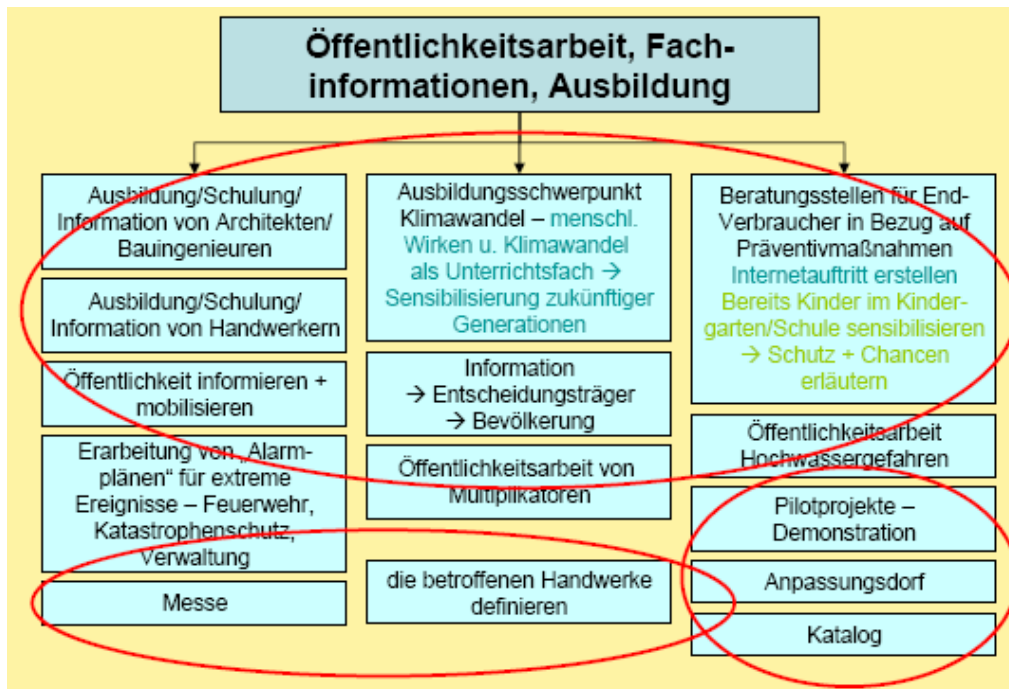 Öffentlichkeitsarbeit, Fach-
informationen, Ausbildung
Ausbildung/Schulung/
Information von Architekten/
Bauingenieuren
Ausbildung/Schulung/
Information von Handwerkern
Öffentlichkeit informieren +
mobilisieren
Erarbeitung von „Alarm-
plänen“ für extreme
Ereignisse – Feuerwehr,
Katastrophenschutz,
Verwaltung
Messe
Ausbildungsschwerpunkt
Klimawandel – menschl.
Wirken u. Klimawandel
als Unterrichtsfach →
Sensibilisierung zukünftiger
Generationen
Information
→ Entscheidungsträger
→ Bevölkerung
Öffentlichkeitsarbeit von
Multiplikatoren
die betroffenen Handwerke
definieren
Beratungsstellen für End-
Verbraucher in Bezug auf
Präventivmaßnahmen
Internetauftritt erstellen
Bereits Kinder im Kinder-
garten/Schule sensibilisieren
→ Schutz + Chancen
erläutern
Öffentlichkeitsarbeit
Hochwassergefahren
Pilotprojekte –
Demonstration
Anpassungsdorf
Katalog